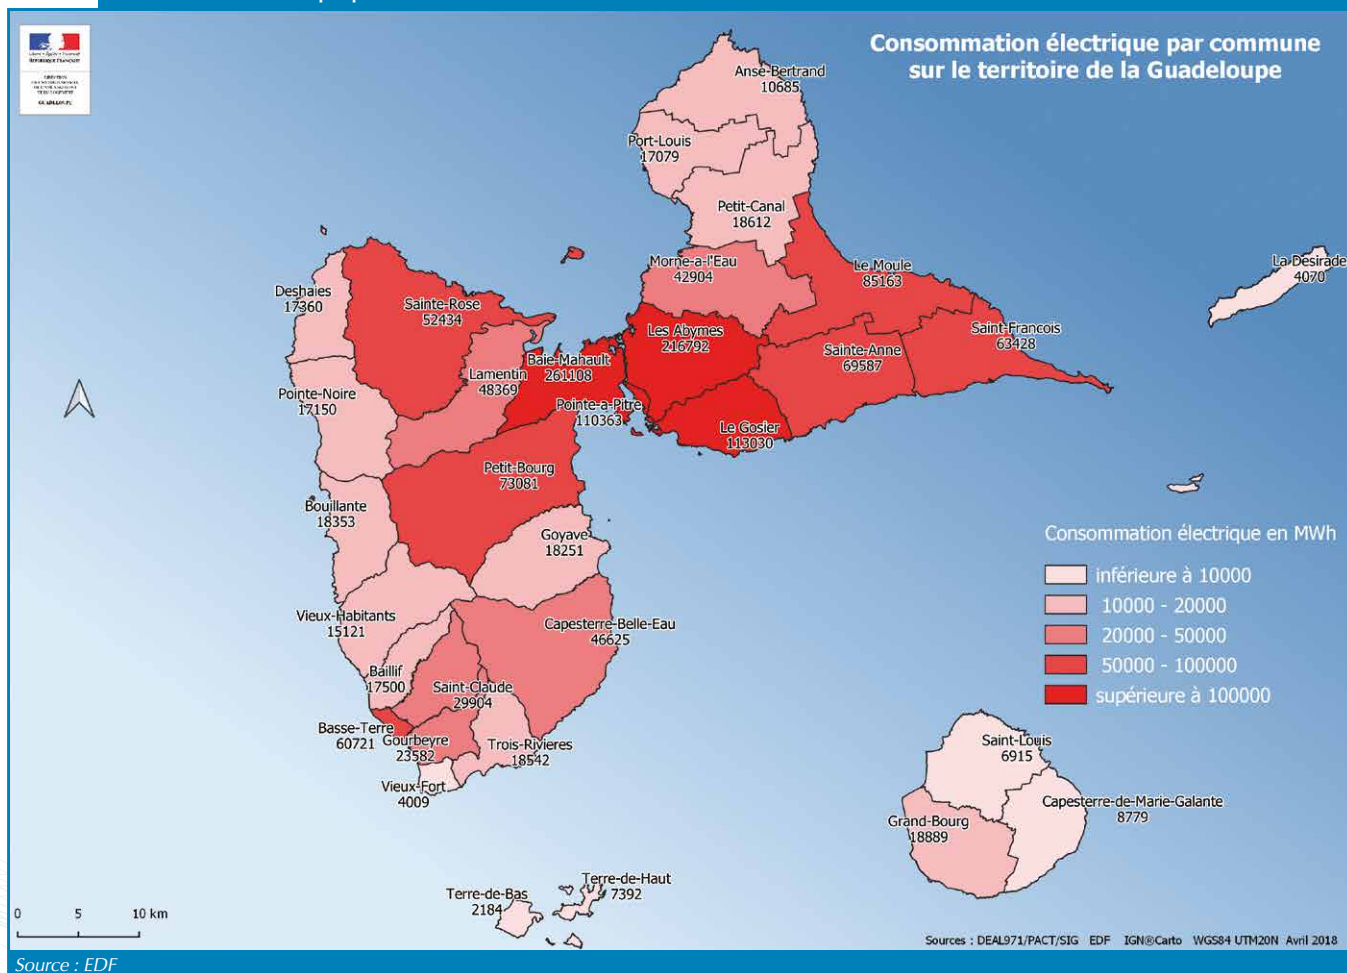 Consommation électrique par commune
sur le territoire de la Guadeloupe
RÉPUBLIQUE FRANÇAISE
GUADELOUPE
Anse-Bertrand
10685
Port-Louis
17079
Petit-Canal
18612
Morne-a-l'Eau
42904
Le Moule
85163
La Desirade
4070
Deshaies
17360
Sainte-Rose
52434
Les Abymes
216792
Sainte-Anne
69587
Saint-Francois
63428
Lamentin
48369
Baie-Mahault
261108
Pointe-a-Pitre
110363
Le Gosier
113030
Pointe-Noire
17150
Petit-Bourg
73081
Bouillante
18353
Goyave
18251
Vieux-Habitants
15121
Capesterre-Belle-Eau
46625
Baillif
17500
Saint-Claude
29904
Basse-Terre
60721
Gourbeyre
23582
Trois-Rivieres
18542
Vieux-Fort
4009
Terre-de-Bas
2184
Terre-de-Haut
7392
Saint-Louis
6915
Capesterre-de-Marie-Galante
8779
Grand-Bourg
18889
Consommation électrique en MWh
inférieure à 10000
10000 - 20000
20000 - 50000
50000 - 100000
supérieure à 100000
0 5 10 km
Sources : DEAL971/PACT/SIG EDF IGN®Carto WGS84 UTM20N Avril 2018
Source : EDF